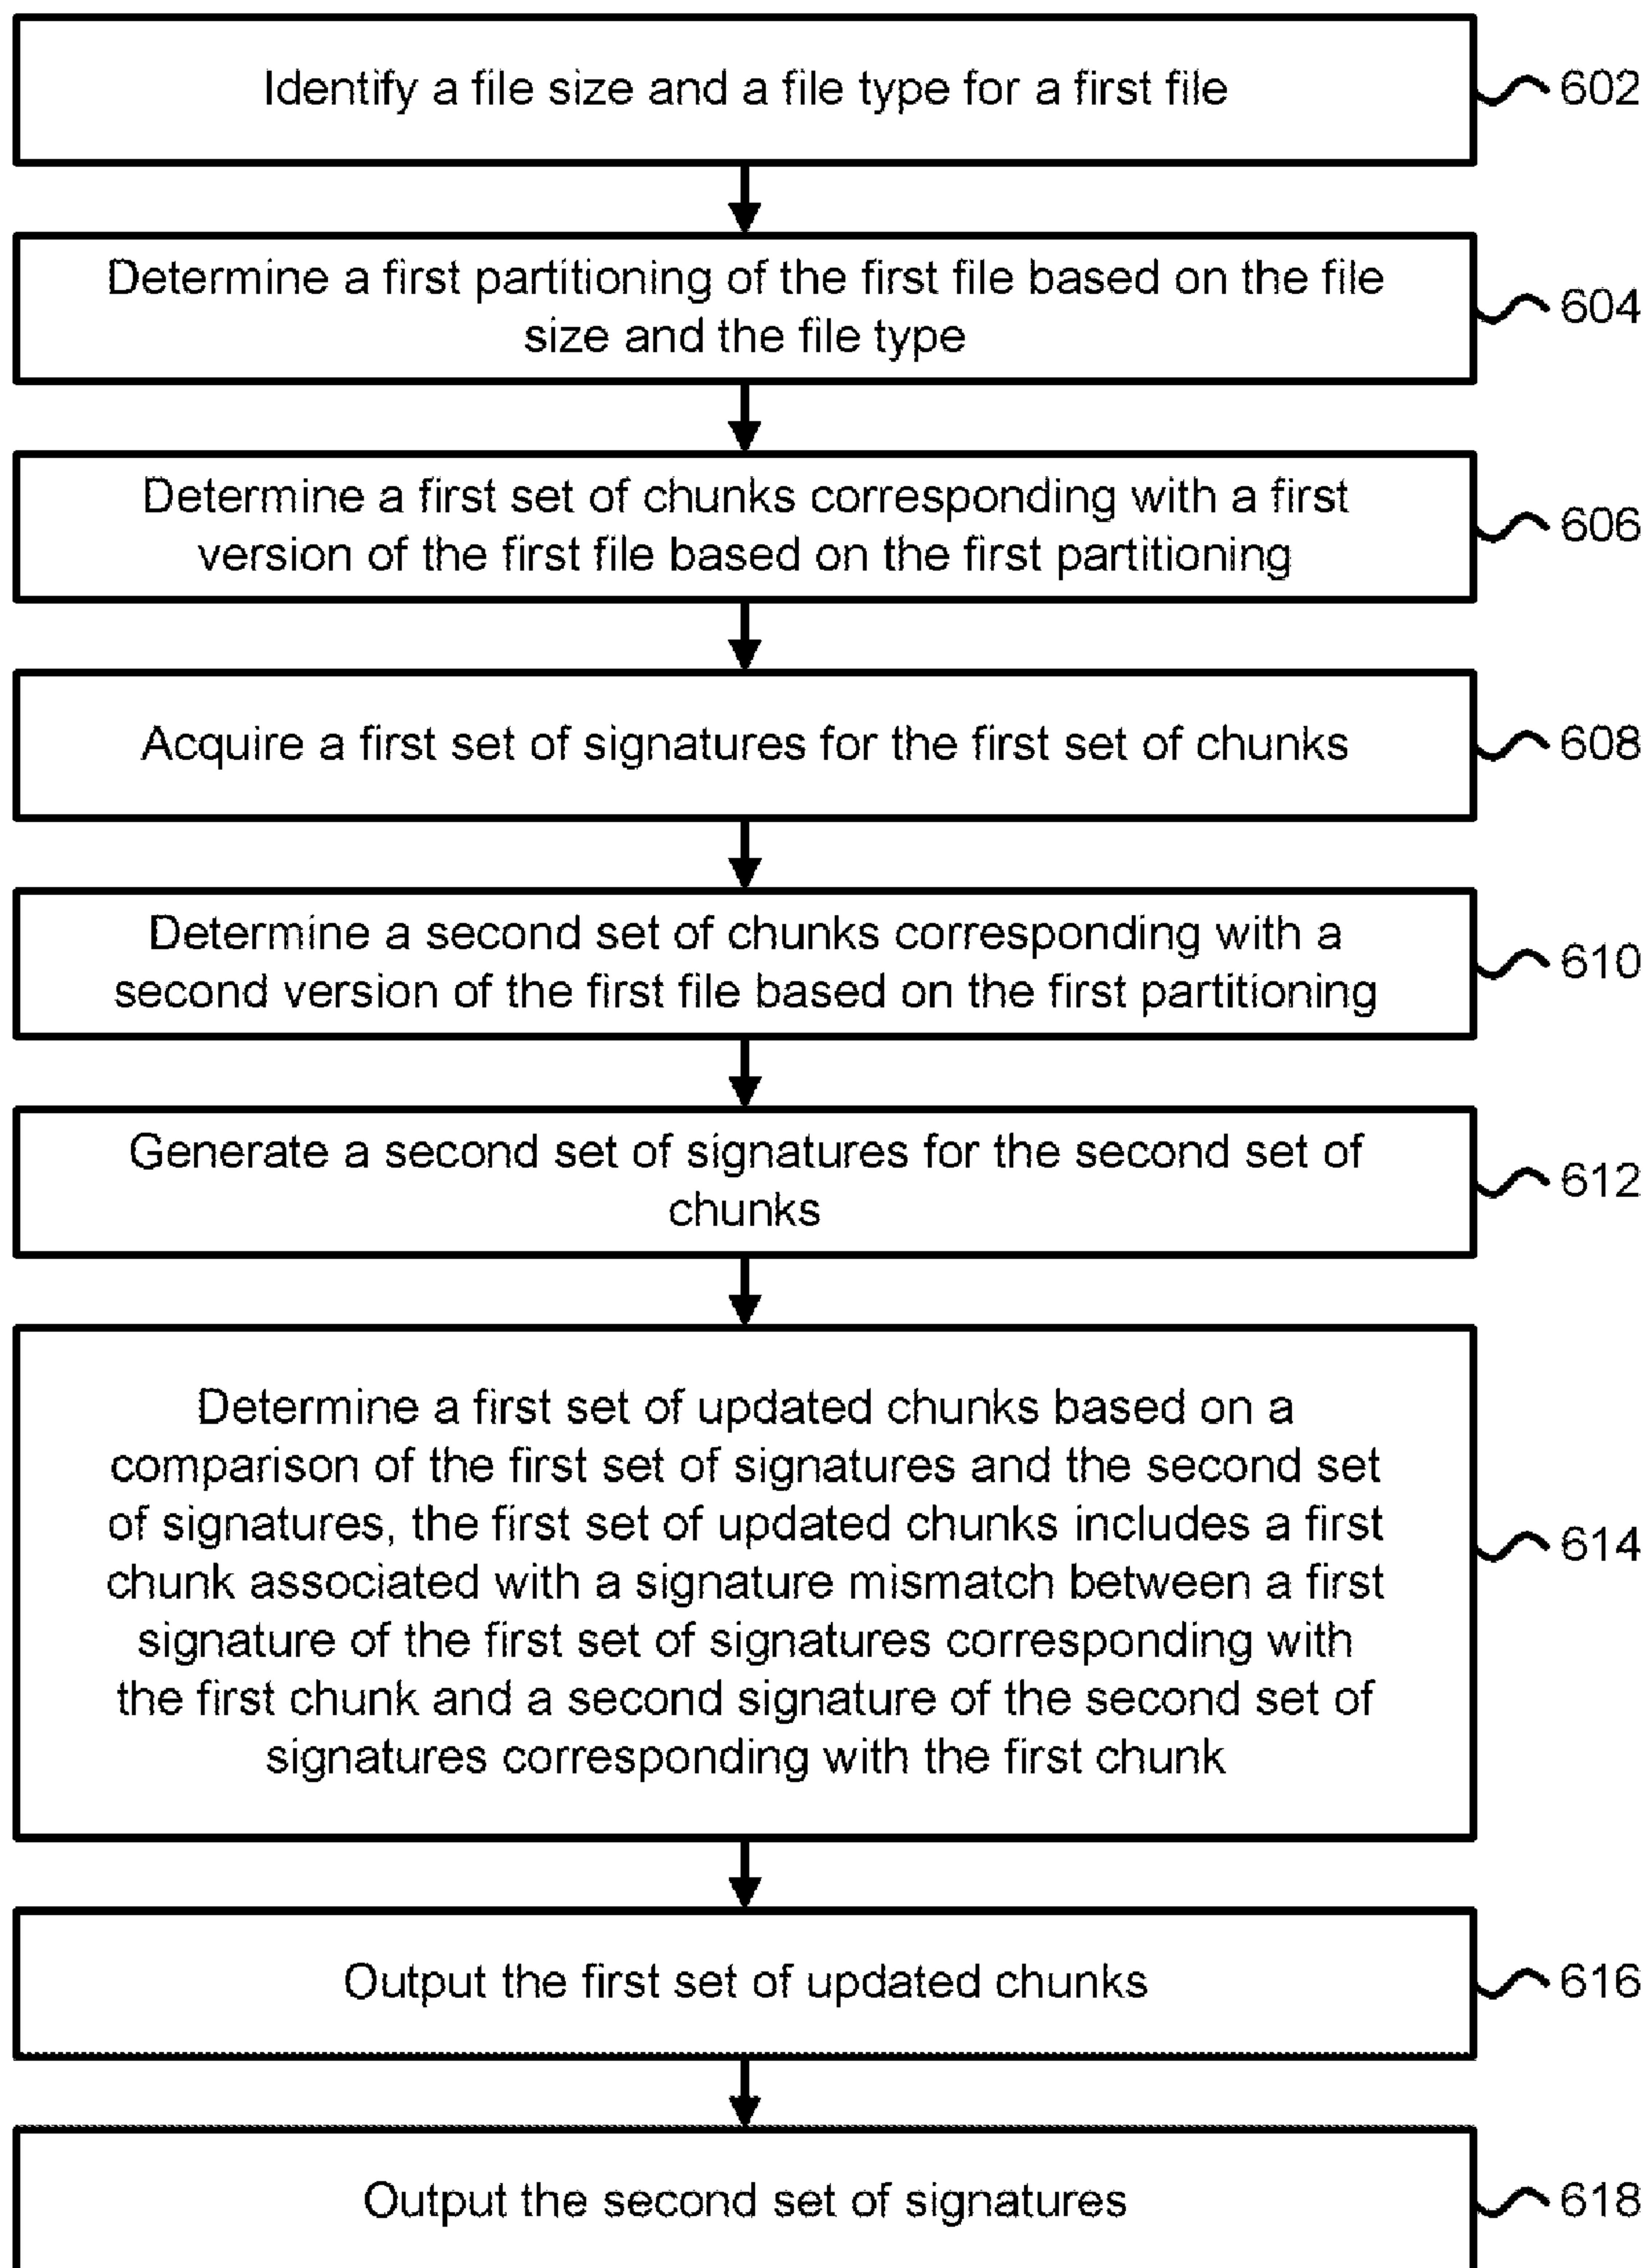 Identify a file size and a file type for a first file
602
Determine a first partitioning of the first file based on the file
size and the file type
604
Determine a first set of chunks corresponding with a first
version of the first file based on the first partitioning
606
Acquire a first set of signatures for the first set of chunks
608
Determine a second set of chunks corresponding with a
second version of the first file based on the first partitioning
610
Generate a second set of signatures for the second set of
chunks
612
Determine a first set of updated chunks based on a
comparison of the first set of signatures and the second set
of signatures, the first set of updated chunks includes a first
chunk associated with a signature mismatch between a first
signature of the first set of signatures corresponding with
the first chunk and a second signature of the second set of
signatures corresponding with the first chunk
614
Output the first set of updated chunks
616
Output the second set of signatures
618